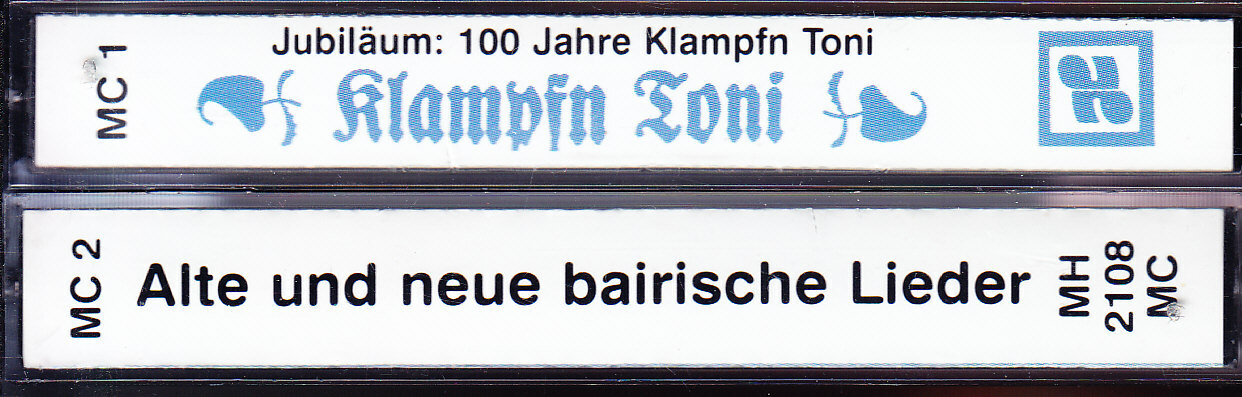 MC 1
Jubiläum: 100 Jahre Klampfn Toni
Klampfn Toni
MC 2
Alte und neue bairische Lieder
MH
2108
MC